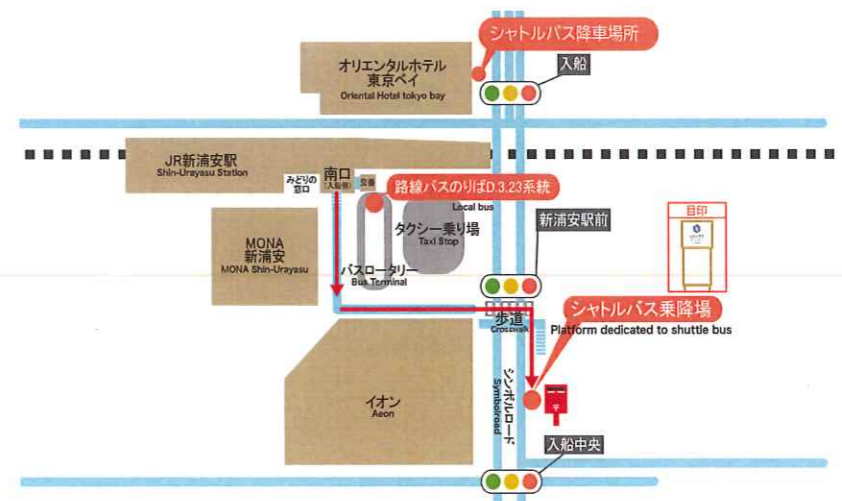 シャトルバス降車場所
オリエンタルホテル
東京ベイ
Oriental Hotel tokyo bay
入船
JR新浦安駅
Shin-Urayasu Station
みどりの
窓口
南口
(入船側)
交番
路線バスのりばD.3,23系統
Local bus
タクシー乗り場
Taxi Stop
新浦安駅前
目印
MONA
新浦安
MONA Shin-Urayasu
バスロータリー
Bus Terminal
歩道
Crosswalk
シャトルバス乗降場
Platform dedicated to shuttle bus
イオン
Aeon
シンボルロード
Symbolroad
〒
入船中央